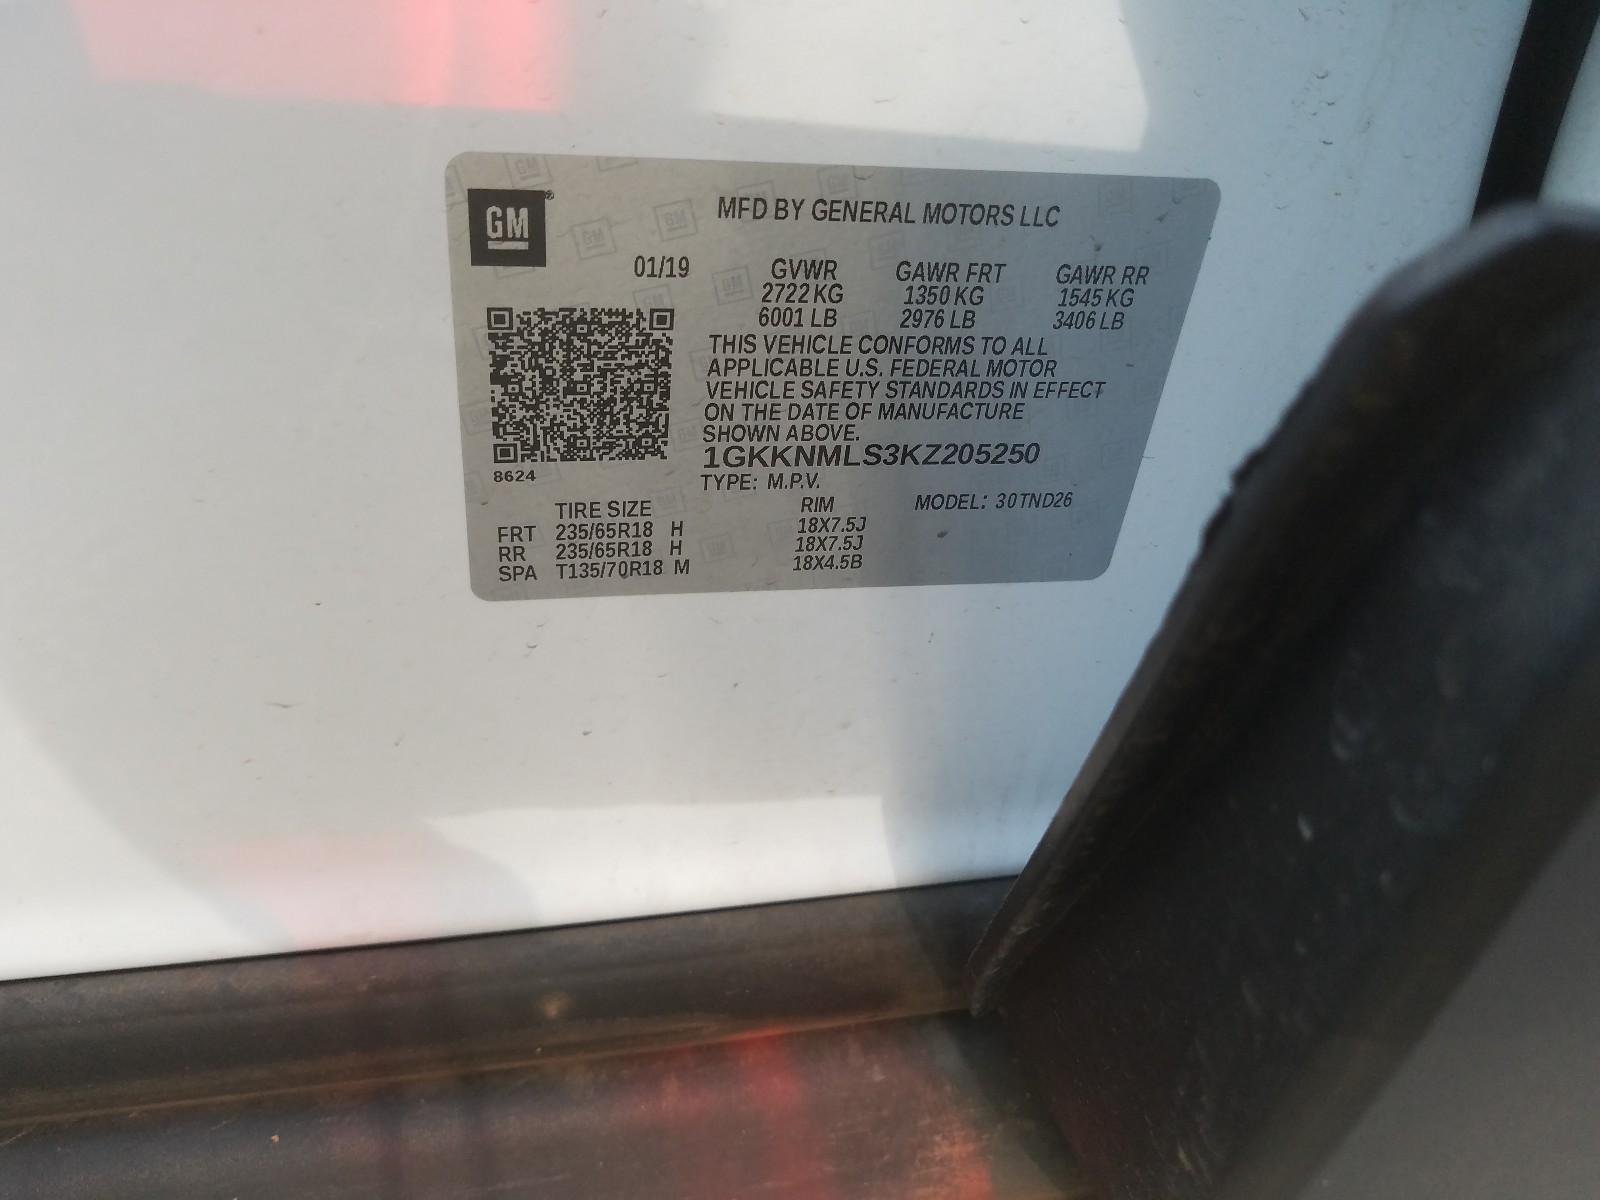 GM
MFD BY GENERAL MOTORS LLC
01/19 GVWR GAWR FRT GAWR RR
2722 KG 1350 KG 1545 KG
6001 LB 2976 LB 3406 LB
THIS VEHICLE CONFORMS TO ALL
APPLICABLE U.S. FEDERAL MOTOR
VEHICLE SAFETY STANDARDS IN EFFECT
ON THE DATE OF MANUFACTURE
SHOWN ABOVE.
1GKKNMLS3KZ205250
8624
TYPE: M.P.V.
TIRE SIZE RIM MODEL: 30TND26
FRT 235/65R18 H 18X7.5J
RR 235/65R18 H 18X7.5J
SPA T135/70R18 M 18X4.5B